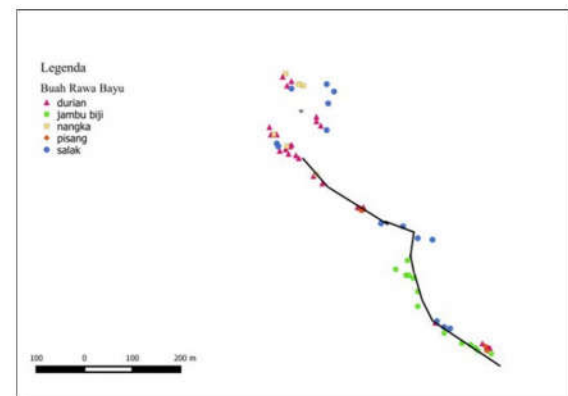 Legenda
Buah Rawa Bayu
durian
jambu biji
nangka
pisang
salak
100 0 100 200 m